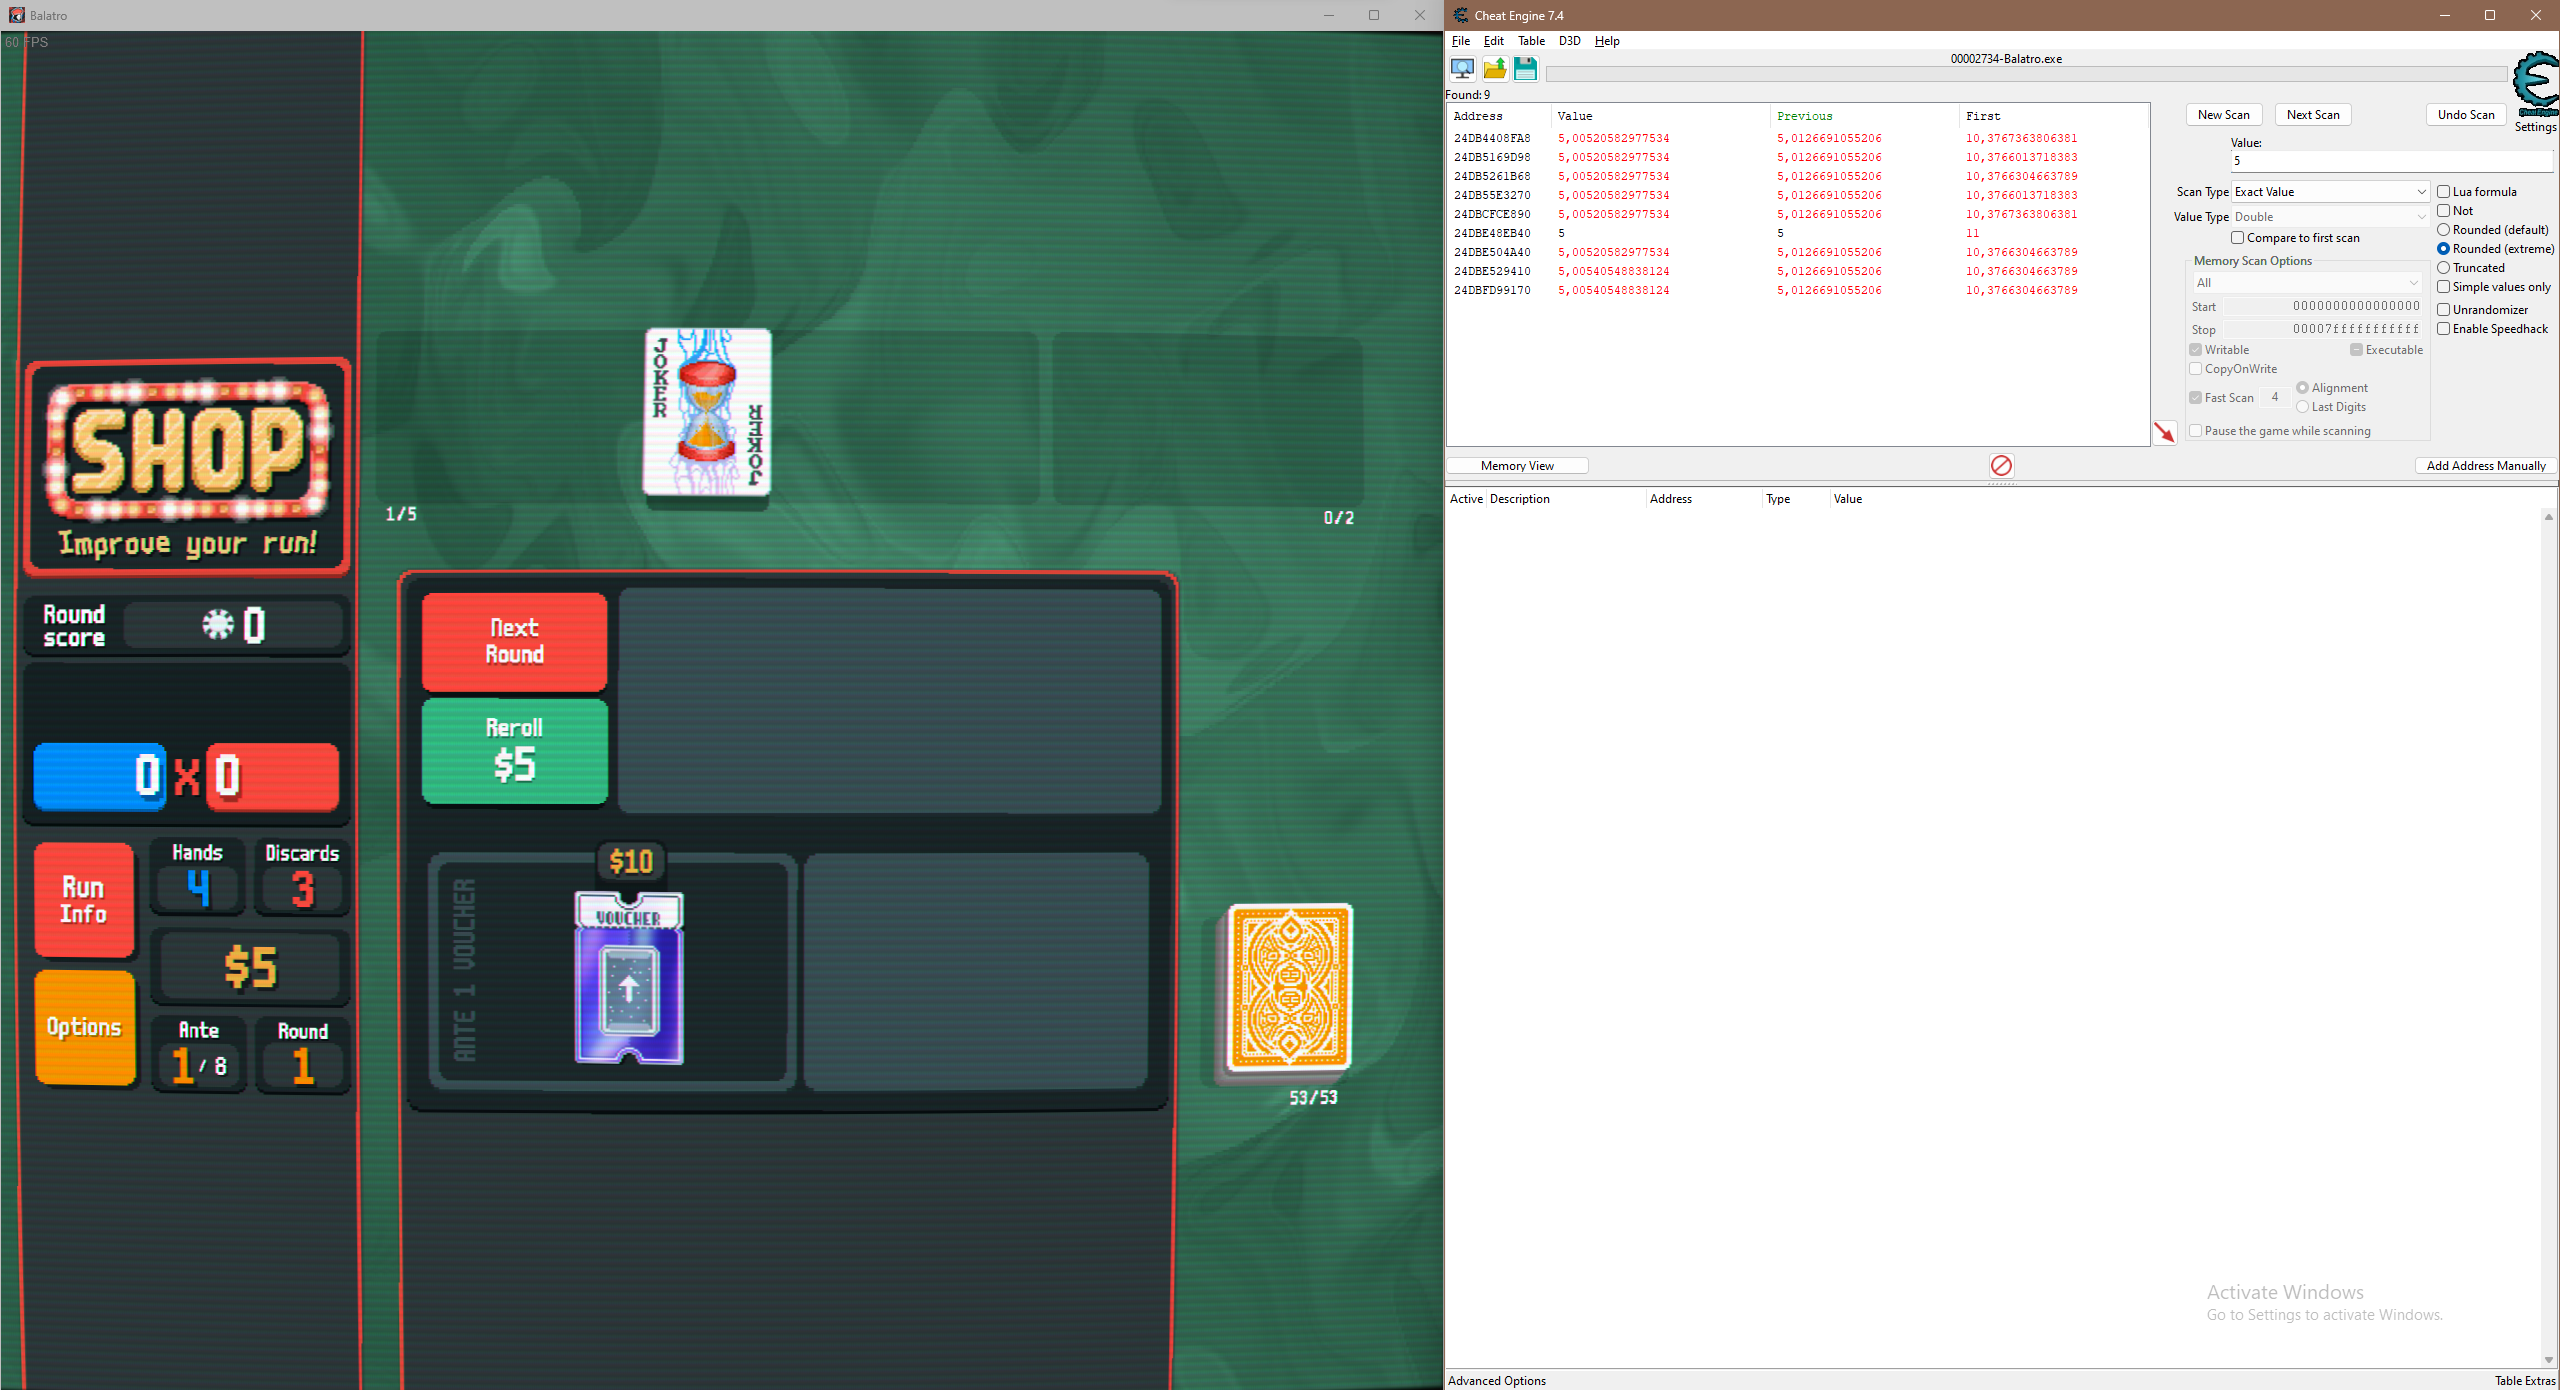 Balatro
60 FPS
SHOP
Improve your run!
Round
score
0
0 X 0
Run
Info
Hands
4
Discards
3
$5
Options
Ante
1 / 8
Round
1
JOKER
JOKER
1/5
0/2
Next
Round
Reroll
$5
ANTE 1 VOUCHER
$10
VOUCHER
53/53
Cheat Engine 7.4
File Edit Table D3D Help
00002734-Balatro.exe
Found: 9
Address Value Previous First
24DB4408FA8 5,00520582977534 5,0126691055206 10,3767363806381
24DB5169D98 5,00520582977534 5,0126691055206 10,3766013718383
24DB5261B68 5,00520582977534 5,0126691055206 10,3766304663789
24DB55E3270 5,00520582977534 5,0126691055206 10,3766013718383
24DBCFCE890 5,00520582977534 5,0126691055206 10,3767363806381
24DBE48EB40 5 5 11
24DBE504A40 5,00520582977534 5,0126691055206 10,3766304663789
24DBE529410 5,00540548838124 5,0126691055206 10,3766304663789
24DBFD99170 5,00540548838124 5,0126691055206 10,3766304663789
New Scan Next Scan Undo Scan
Settings
Value:
5
Scan Type Exact Value
Value Type Double
Compare to first scan
Lua formula
Not
Rounded (default)
Rounded (extreme)
Truncated
Simple values only
Unrandomizer
Enable Speedhack
Memory Scan Options
All
Start 0000000000000000
Stop 00007fffffffffff
Writable Executable
CopyOnWrite
Fast Scan 4 Alignment
Last Digits
Pause the game while scanning
Memory View
Add Address Manually
Active Description Address Type Value
Activate Windows
Go to Settings to activate Windows.
Advanced Options
Table Extras